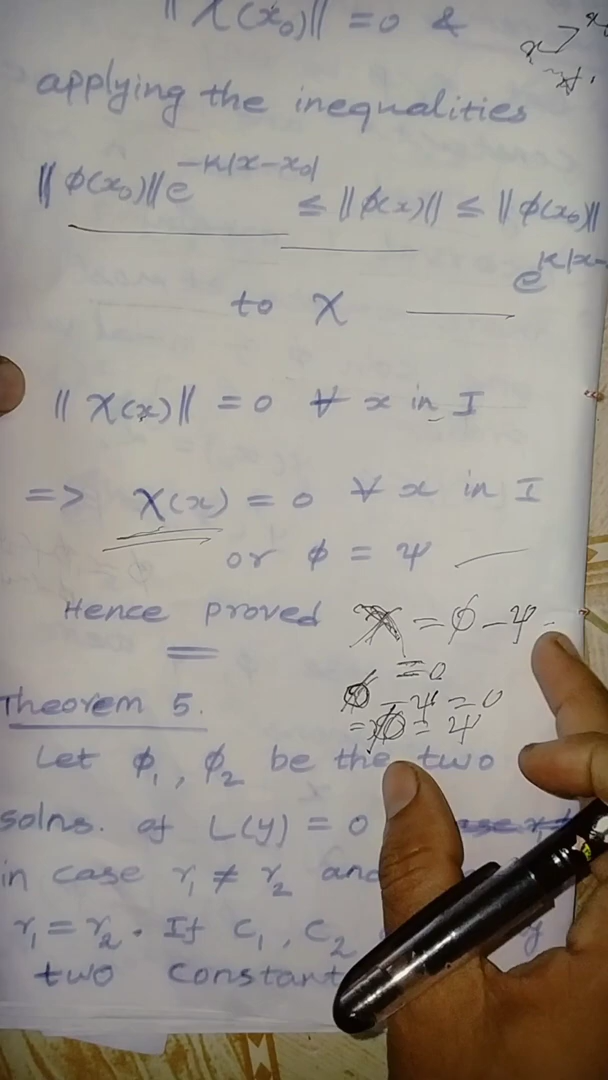 || X(x₀)|| = 0 &
applying the inequalities
||ϕ(x₀)||e^{-k|x-x₀|} ≤ ||ϕ(x)|| ≤ ||ϕ(x₀)||
e^{k|x-
to X
|| X(x)|| = 0 ∀ x in I
=> X(x) = 0 ∀ x in I
or ϕ = ψ
Hence proved
= ϕ - ψ =
= 0
ϕ - ψ = 0
= ϕ = ψ
Theorem 5.
Let ϕ₁, ϕ₂ be the two
solns. of L(y) = 0
in case r₁ ≠ r₂ and
r₁ = r₂. If c₁, c₂
two constant